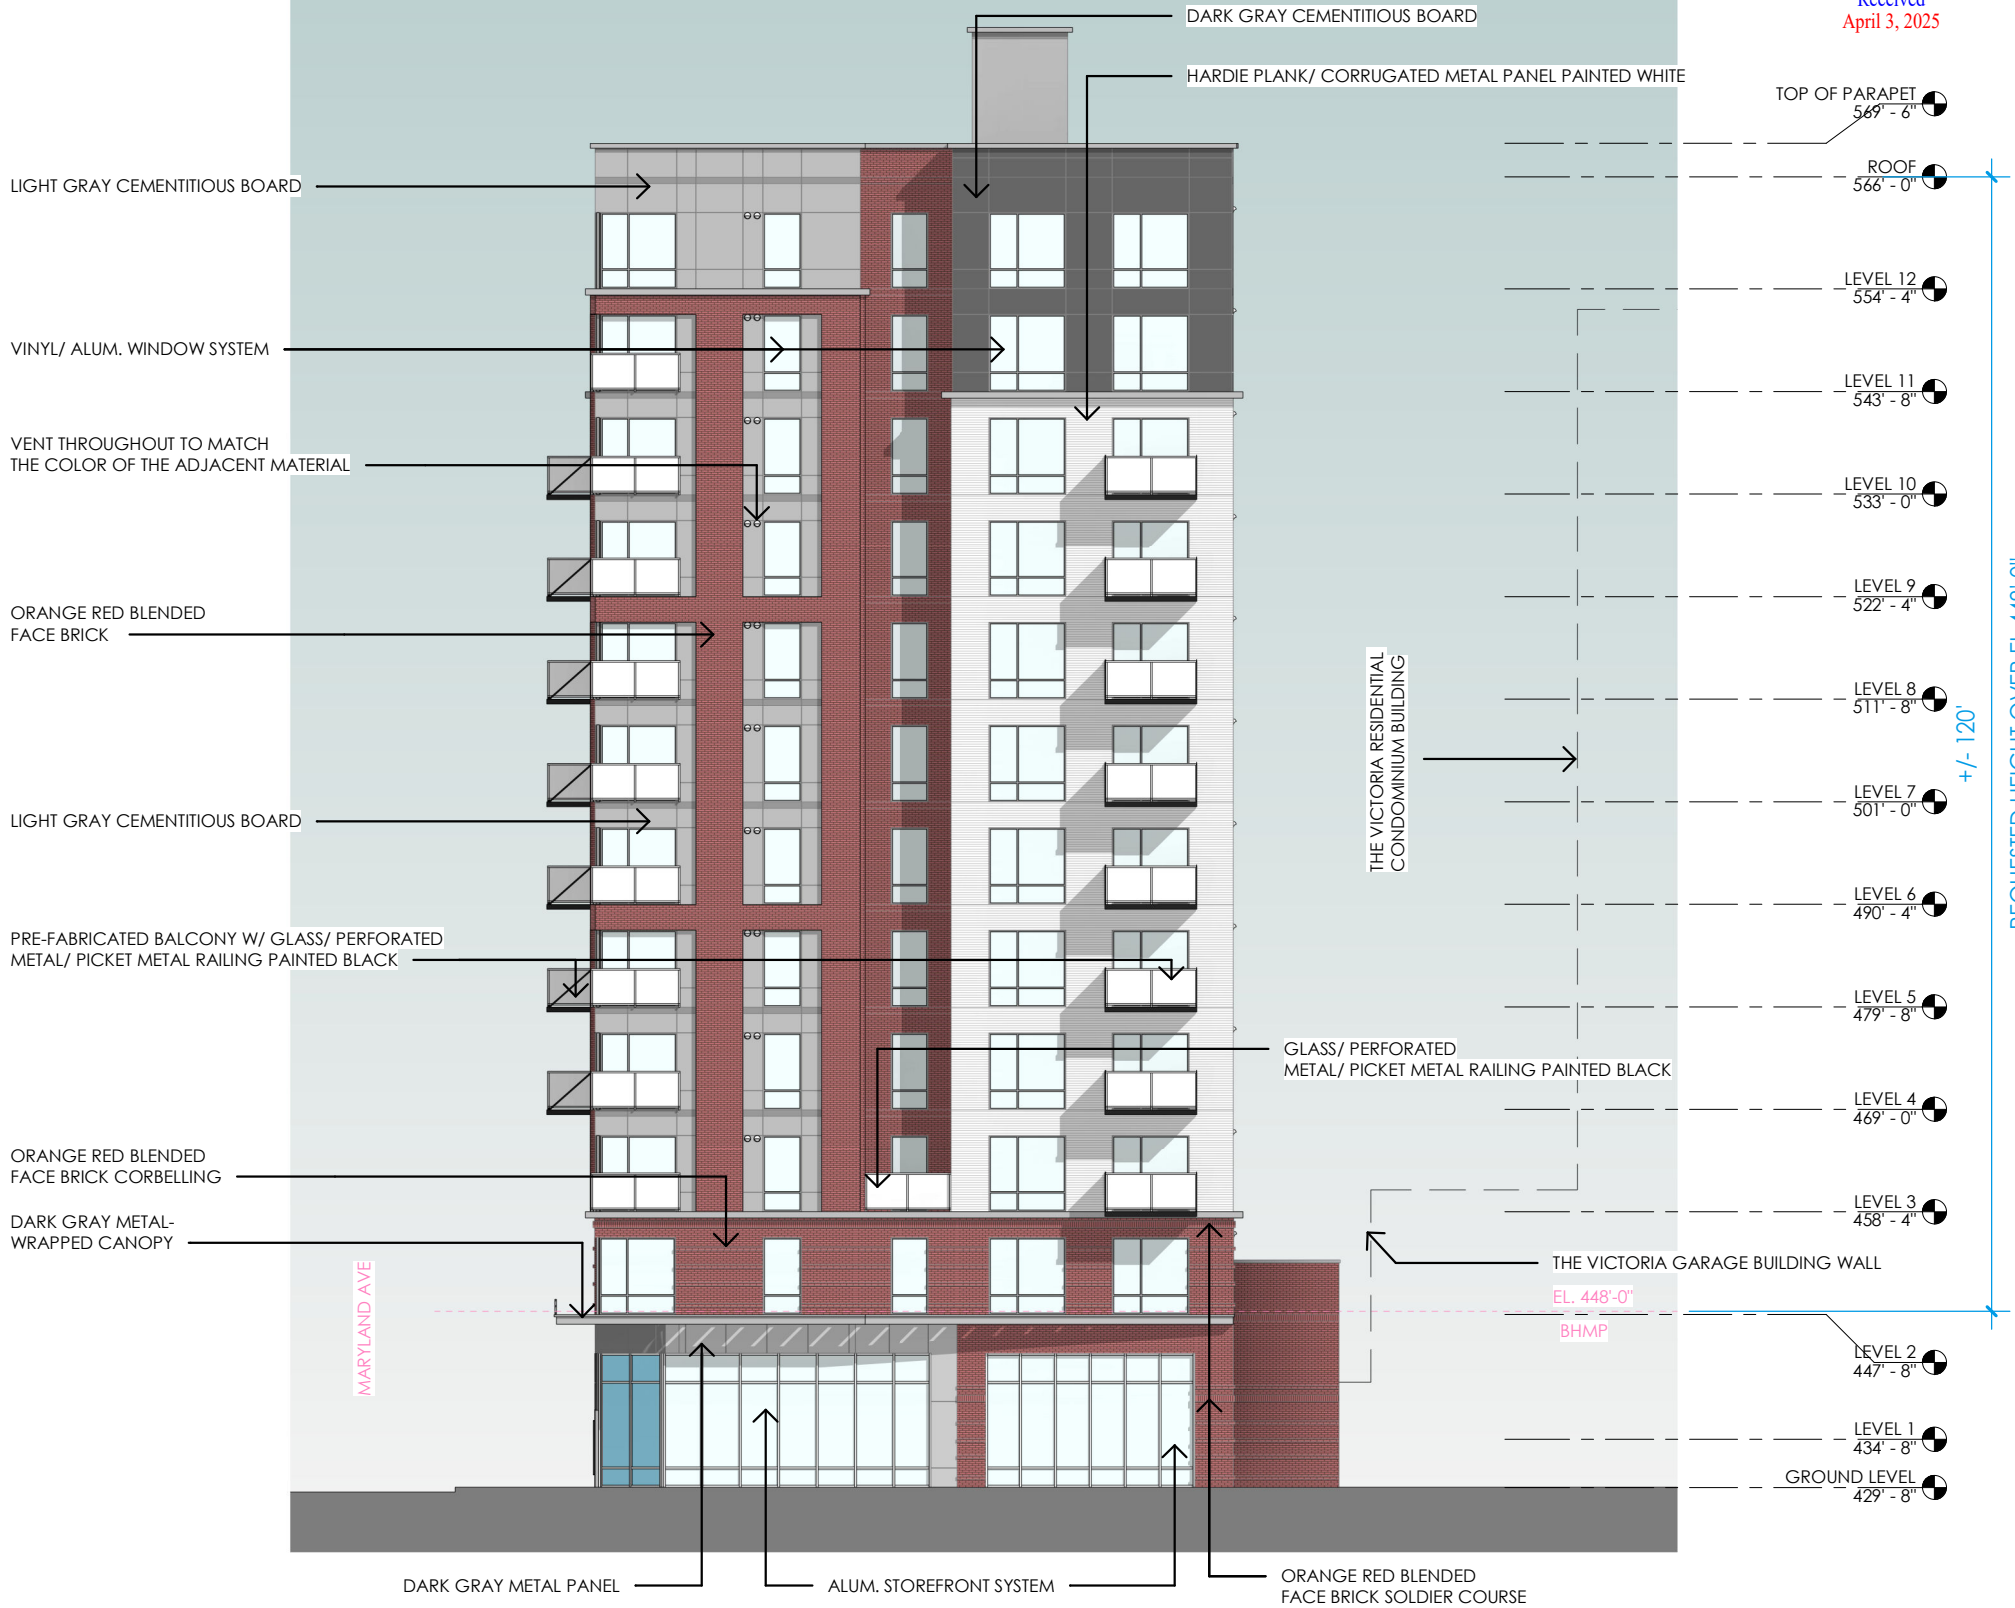 Received
April 3, 2025
DARK GRAY CEMENTITIOUS BOARD
HARDIE PLANK/ CORRUGATED METAL PANEL PAINTED WHITE
LIGHT GRAY CEMENTITIOUS BOARD
VINYL/ ALUM. WINDOW SYSTEM
VENT THROUGHOUT TO MATCH
THE COLOR OF THE ADJACENT MATERIAL
ORANGE RED BLENDED
FACE BRICK
LIGHT GRAY CEMENTITIOUS BOARD
PRE-FABRICATED BALCONY W/ GLASS/ PERFORATED
METAL/ PICKET METAL RAILING PAINTED BLACK
ORANGE RED BLENDED
FACE BRICK CORBELLING
DARK GRAY METAL-
WRAPPED CANOPY
MARYLAND AVE
GLASS/ PERFORATED
METAL/ PICKET METAL RAILING PAINTED BLACK
THE VICTORIA RESIDENTIAL
CONDOMINIUM BUILDING
THE VICTORIA GARAGE BUILDING WALL
EL. 448'-0"
BHMP
TOP OF PARAPET
569' - 6"
ROOF
566' - 0"
LEVEL 12
554' - 4"
LEVEL 11
543' - 8"
LEVEL 10
533' - 0"
LEVEL 9
522' - 4"
LEVEL 8
511' - 8"
LEVEL 7
501' - 0"
LEVEL 6
490' - 4"
LEVEL 5
479' - 8"
LEVEL 4
469' - 0"
LEVEL 3
458' - 4"
LEVEL 2
447' - 8"
LEVEL 1
434' - 8"
GROUND LEVEL
429' - 8"
+/- 120'
REQUESTED HEIGHT OVER EL. 448'-0"
DARK GRAY METAL PANEL
ALUM. STOREFRONT SYSTEM
ORANGE RED BLENDED
FACE BRICK SOLDIER COURSE